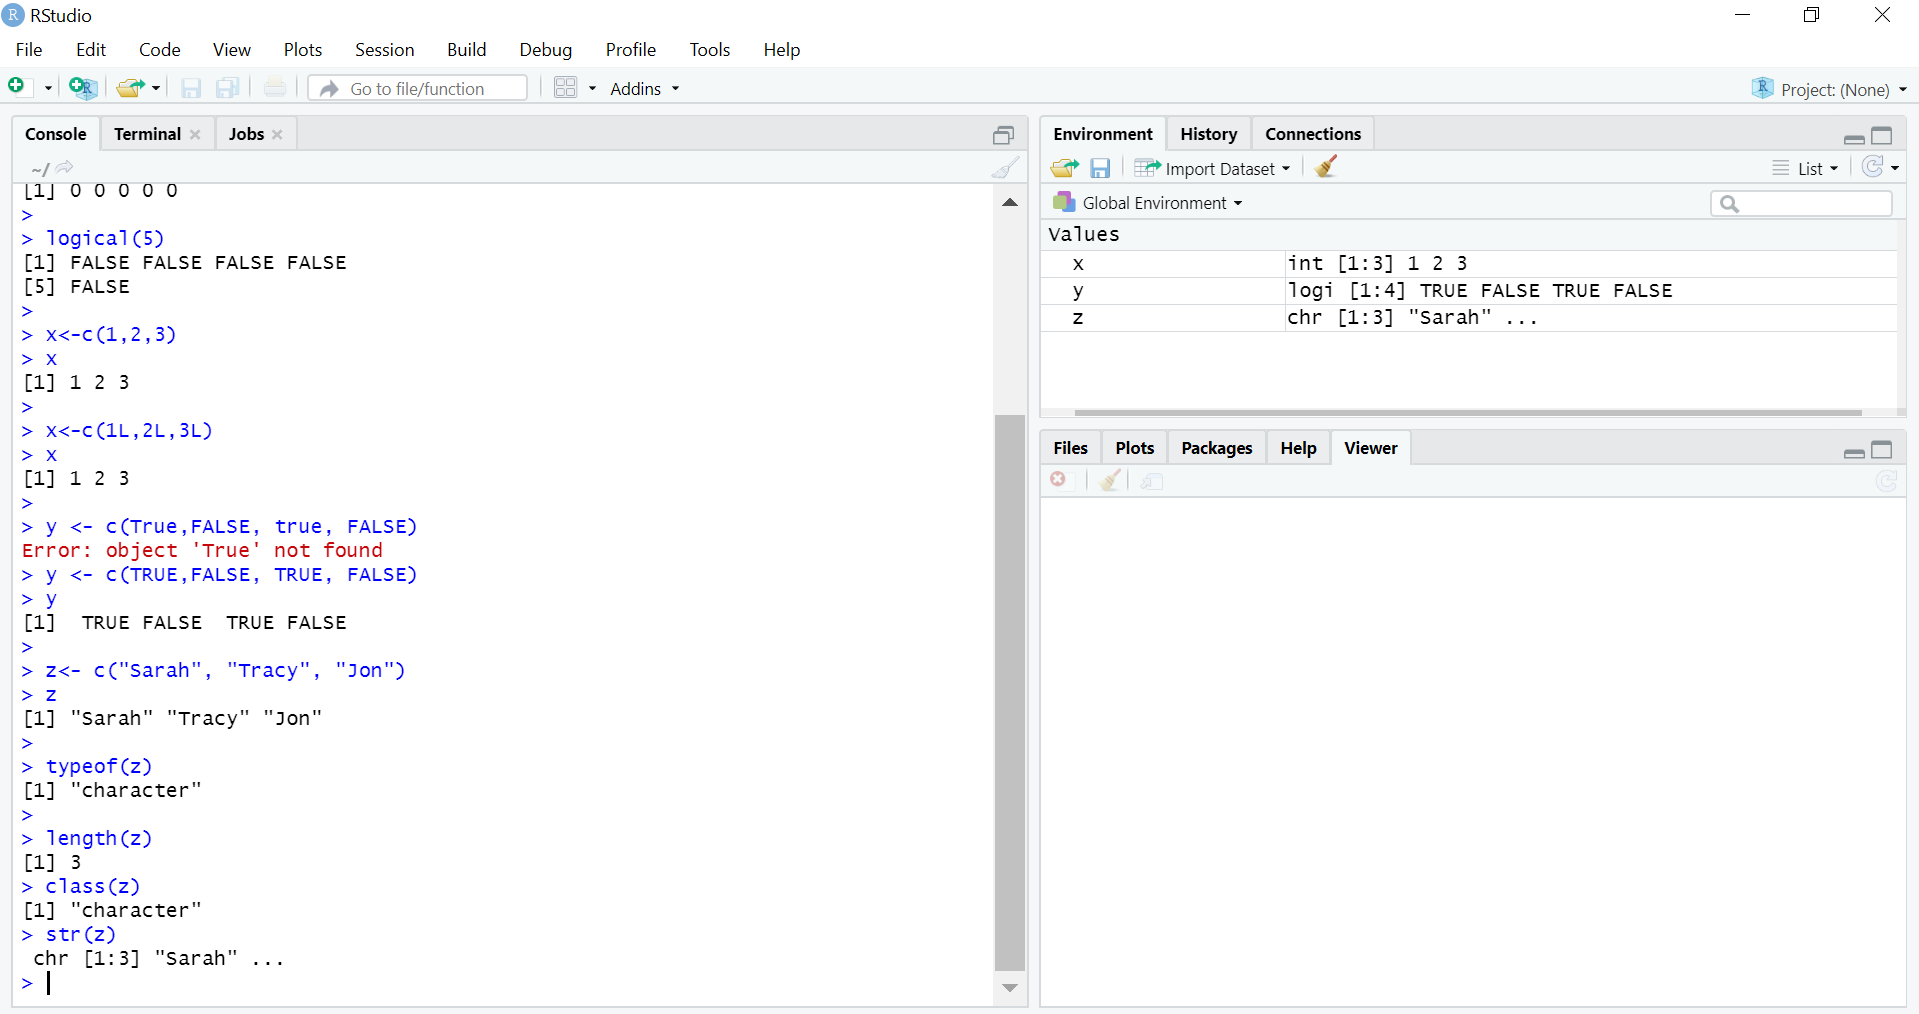 RStudio
File Edit Code View Plots Session Build Debug Profile Tools Help
Go to file/function Addins Project: (None)
Console Terminal Jobs
~/
[1] 0 0 0 0 0
>
> logical(5)
[1] FALSE FALSE FALSE FALSE
[5] FALSE
>
> x<-c(1,2,3)
> x
[1] 1 2 3
>
> x<-c(1L,2L,3L)
> x
[1] 1 2 3
>
> y <- c(True,FALSE, true, FALSE)
Error: object 'True' not found
> y <- c(TRUE,FALSE, TRUE, FALSE)
> y
[1]  TRUE FALSE  TRUE FALSE
>
> z<- c("Sarah", "Tracy", "Jon")
> z
[1] "Sarah" "Tracy" "Jon"
>
> typeof(z)
[1] "character"
>
> length(z)
[1] 3
> class(z)
[1] "character"
> str(z)
 chr [1:3] "Sarah" ...
>
Environment History Connections
Import Dataset List
Global Environment
Values
x int [1:3] 1 2 3
y logi [1:4] TRUE FALSE TRUE FALSE
z chr [1:3] "Sarah" ...
Files Plots Packages Help Viewer